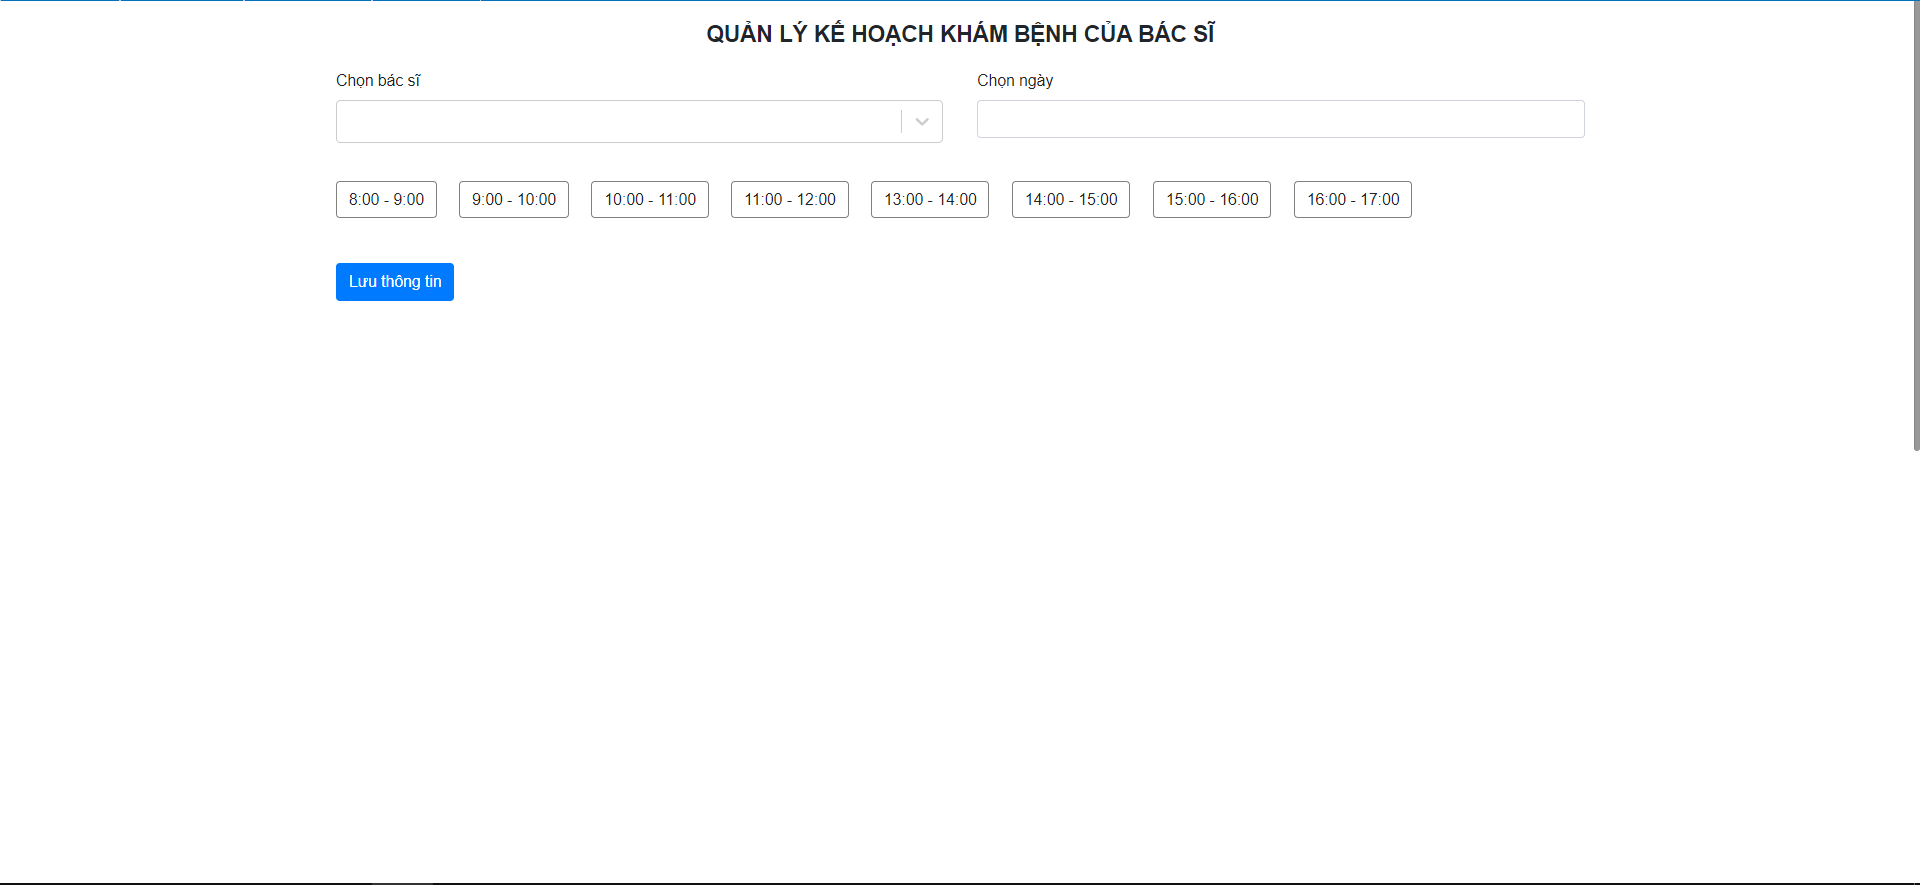 QUẢN LÝ KẾ HOẠCH KHÁM BỆNH CỦA BÁC SĨ
Chọn bác sĩ
Chọn ngày
8:00 - 9:00
9:00 - 10:00
10:00 - 11:00
11:00 - 12:00
13:00 - 14:00
14:00 - 15:00
15:00 - 16:00
16:00 - 17:00
Lưu thông tin